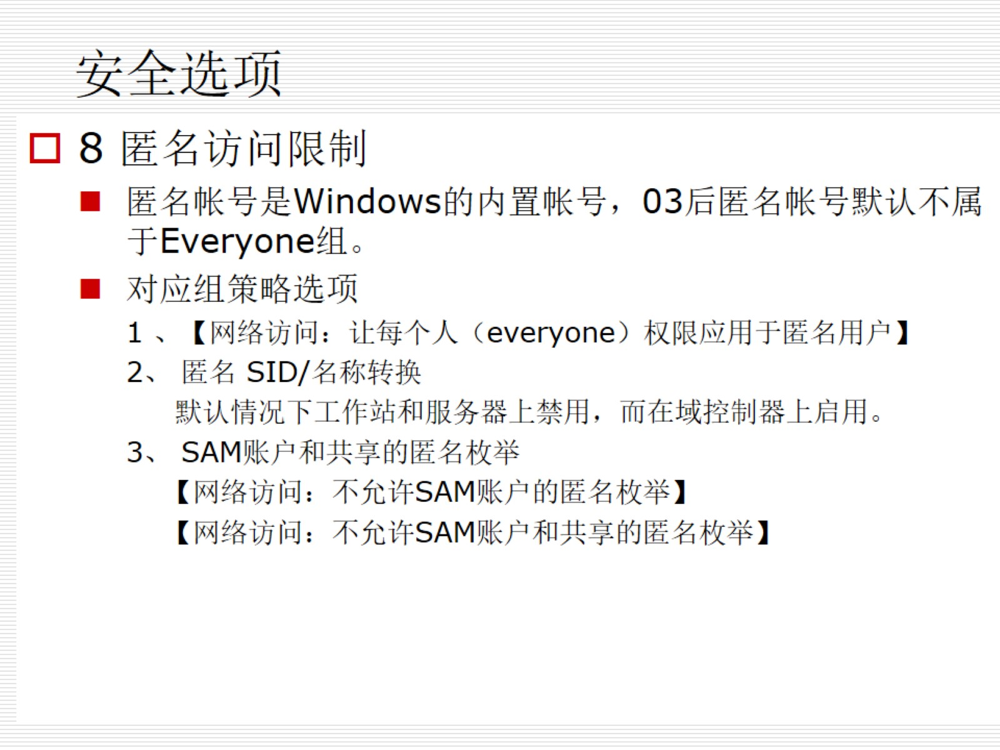 安全选项
8 匿名访问限制
匿名帐号是Windows的内置帐号，03后匿名帐号默认不属
于Everyone组。
对应组策略选项
1 、【网络访问：让每个人（everyone）权限应用于匿名用户】
2、 匿名 SID/名称转换
默认情况下工作站和服务器上禁用，而在域控制器上启用。
3、 SAM账户和共享的匿名枚举
【网络访问：不允许SAM账户的匿名枚举】
【网络访问：不允许SAM账户和共享的匿名枚举】